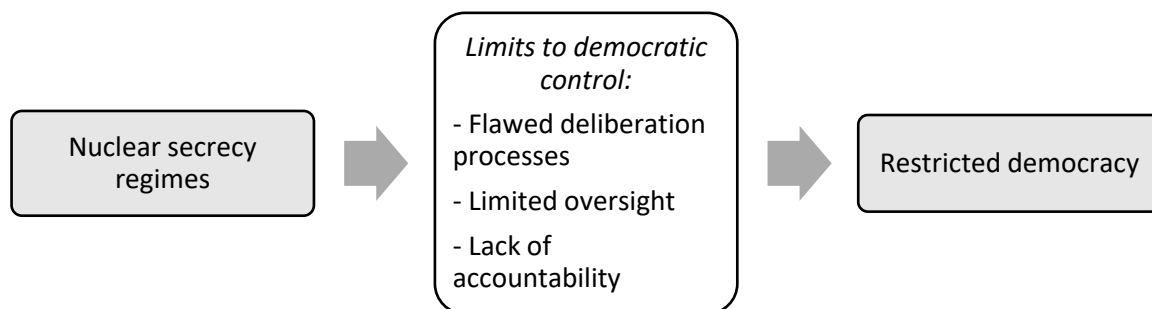 Nuclear secrecy
regimes
Limits to democratic
control:
- Flawed deliberation
processes
- Limited oversight
- Lack of
accountability
Restricted democracy